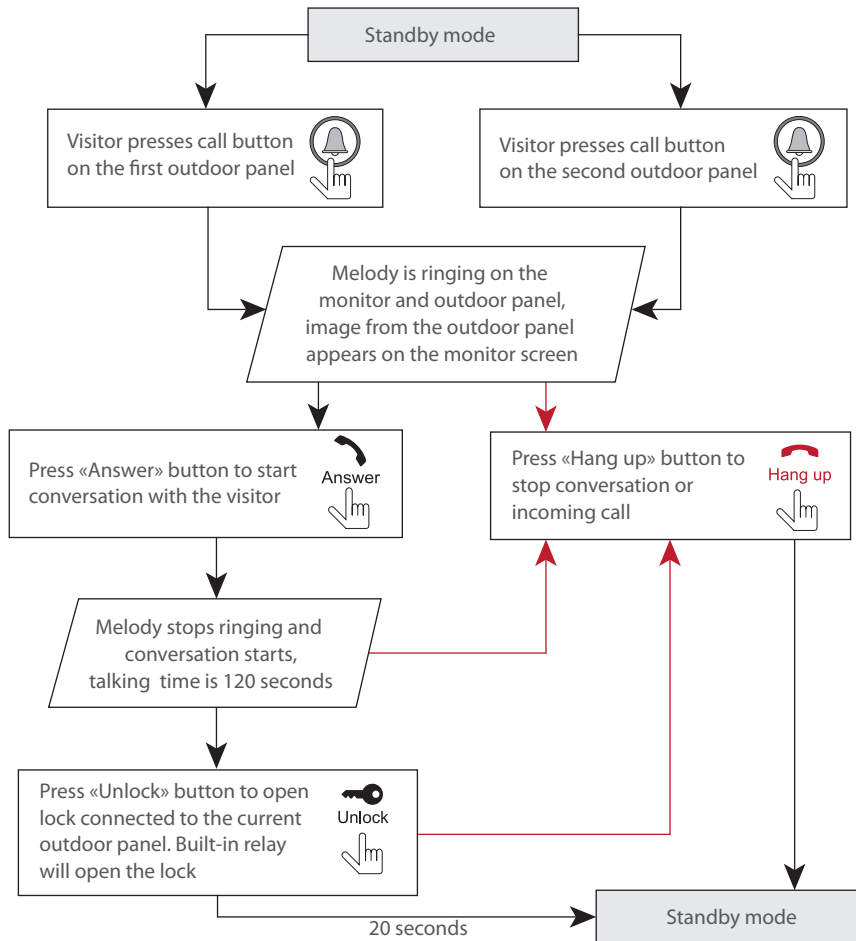 Standby mode
Visitor presses call button
on the first outdoor panel
Visitor presses call button
on the second outdoor panel
Melody is ringing on the
monitor and outdoor panel,
image from the outdoor panel
appears on the monitor screen
Press «Answer» button to start
conversation with the visitor
Answer
Press «Hang up» button to
stop conversation or
incoming call
Hang up
Melody stops ringing and
conversation starts,
talking time is 120 seconds
Press «Unlock» button to open
lock connected to the current
outdoor panel. Built-in relay
will open the lock
Unlock
20 seconds
Standby mode